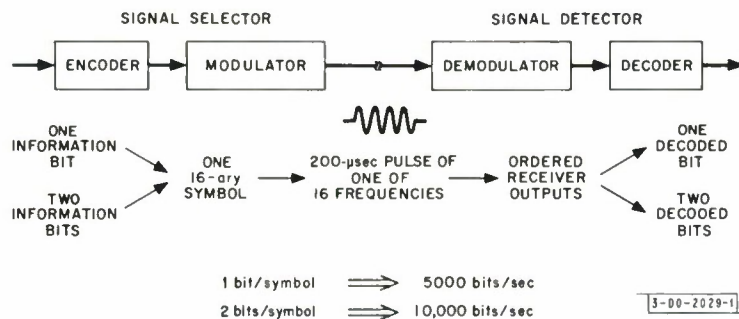 SIGNAL SELECTOR
SIGNAL DETECTOR
ENCODER
MODULATOR
DEMODULATOR
DECODER
ONE
INFORMATION
BIT
TWO
INFORMATION
BITS
ONE
16-ary
SYMBOL
200-μsec PULSE OF
ONE OF
16 FREQUENCIES
ORDERED
RECEIVER
OUTPUTS
ONE
DECODED
BIT
TWO
DECODED
BITS
1 bit/symbol ⟹ 5000 bits/sec
2 bits/symbol ⟹ 10,000 bits/sec
3-00-2029-1